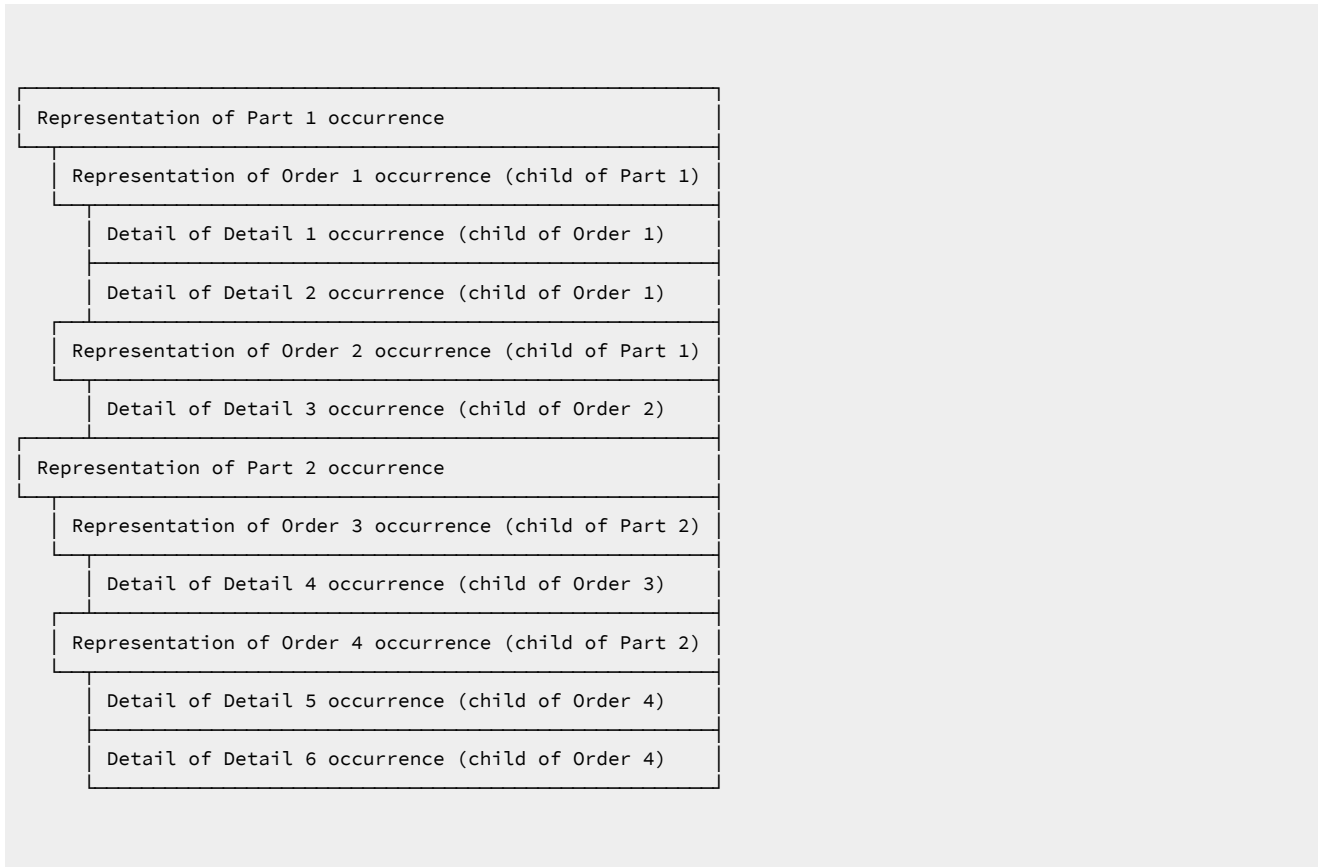 Representation of Part 1 occurrence
Representation of Order 1 occurrence (child of Part 1)
Detail of Detail 1 occurrence (child of Order 1)
Detail of Detail 2 occurrence (child of Order 1)
Representation of Order 2 occurrence (child of Part 1)
Detail of Detail 3 occurrence (child of Order 2)
Representation of Part 2 occurrence
Representation of Order 3 occurrence (child of Part 2)
Detail of Detail 4 occurrence (child of Order 3)
Representation of Order 4 occurrence (child of Part 2)
Detail of Detail 5 occurrence (child of Order 4)
Detail of Detail 6 occurrence (child of Order 4)